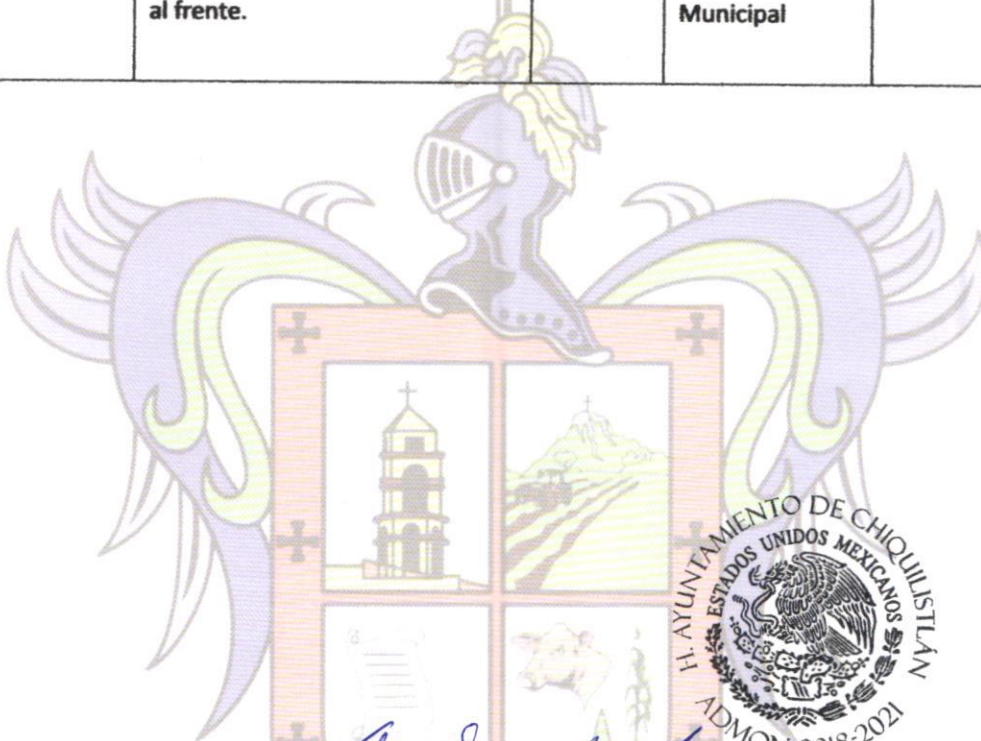 al frente.
Municipal
H. AYUNTAMIENTO DE CHIQUILISTLÁN
ESTADOS UNIDOS MEXICANOS
ADMON 2018-2021